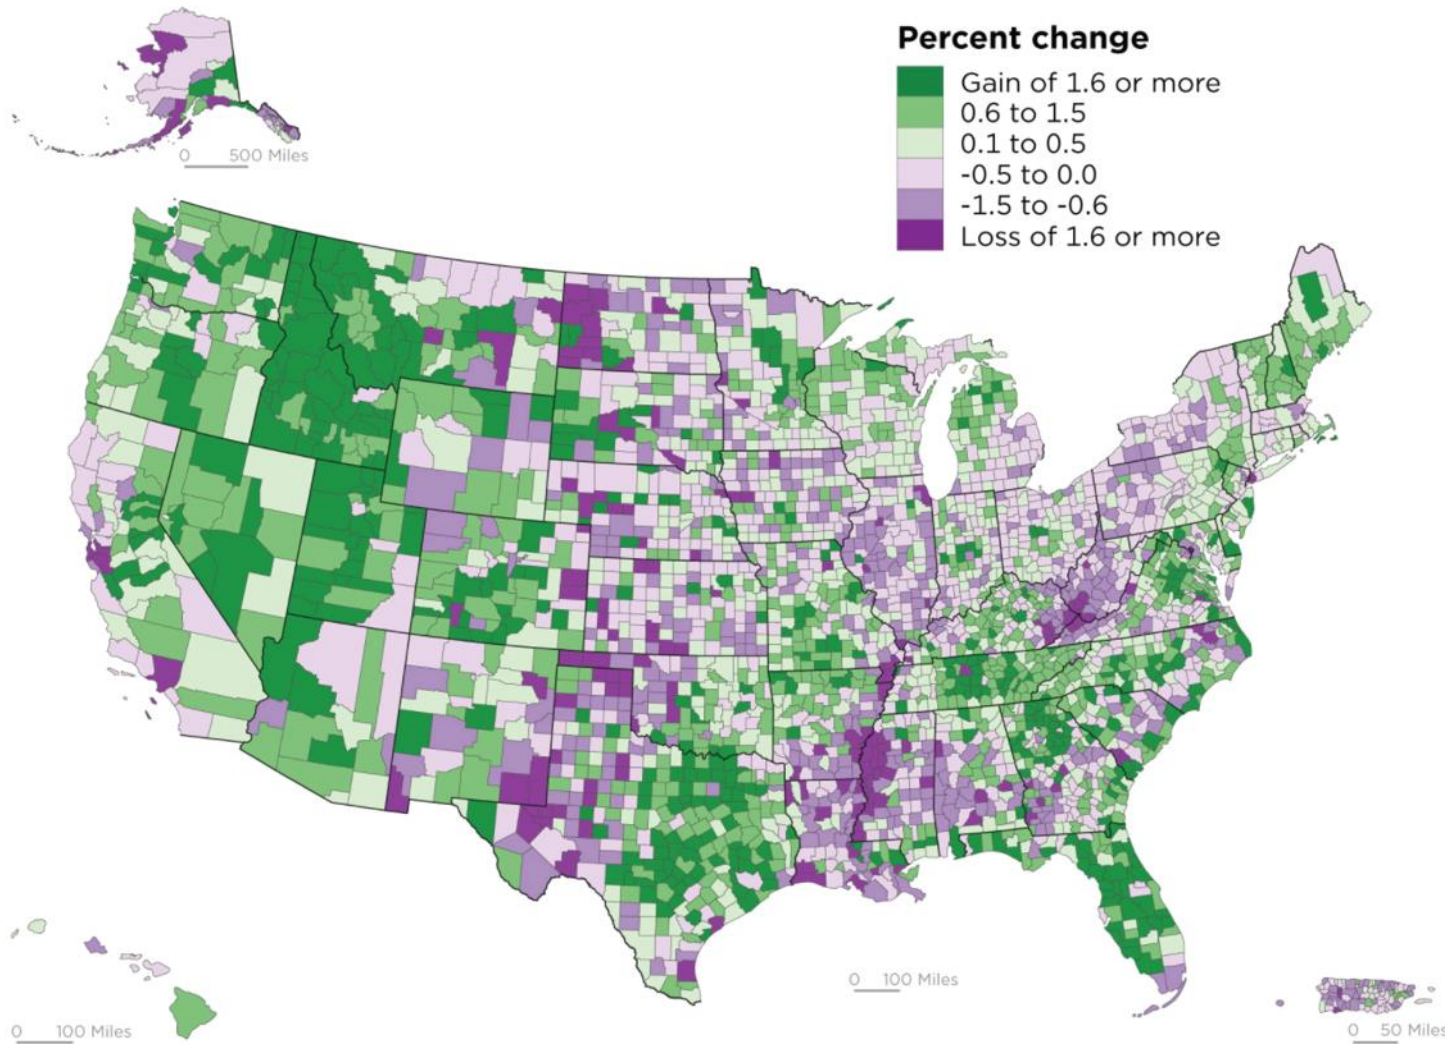 Percent change
Gain of 1.6 or more
0.6 to 1.5
0.1 to 0.5
-0.5 to 0.0
-1.5 to -0.6
Loss of 1.6 or more
0 500 Miles
0 100 Miles
0 100 Miles
0 50 Miles